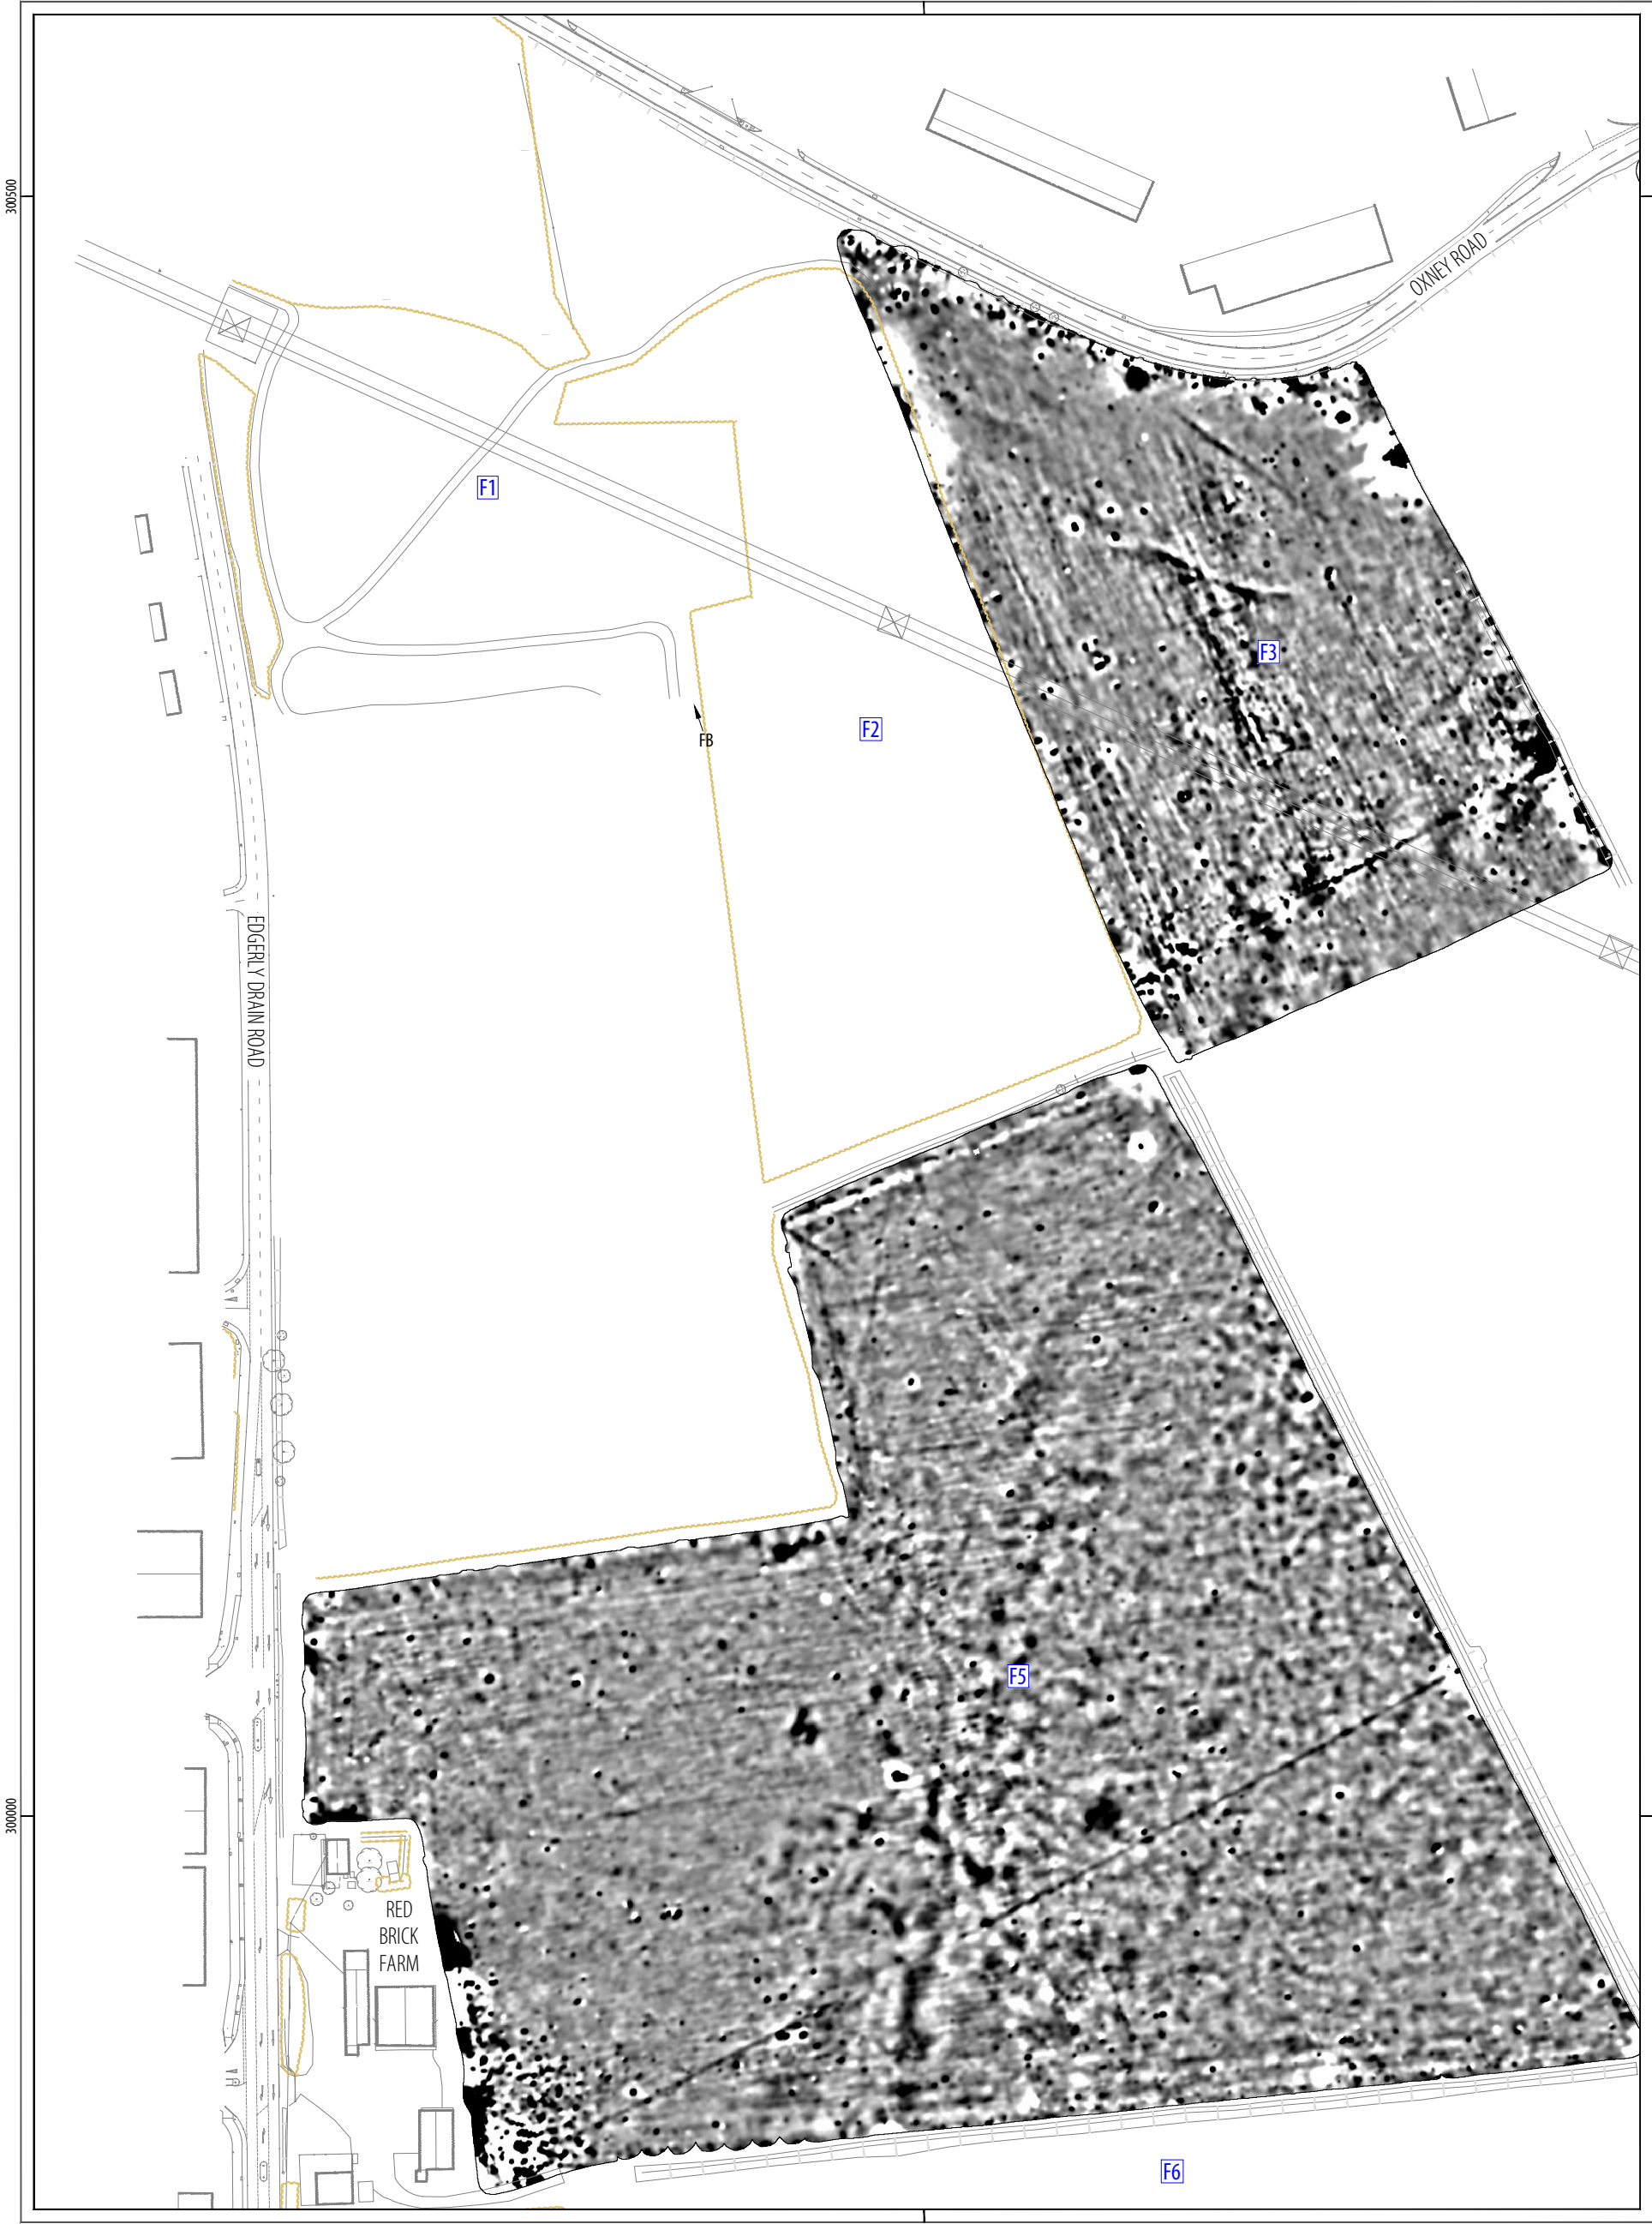 300500
OXNEY ROAD
F1
F3
F2
FB
EDGERLY DRAIN ROAD
F5
300000
RED
BRICK
FARM
F6